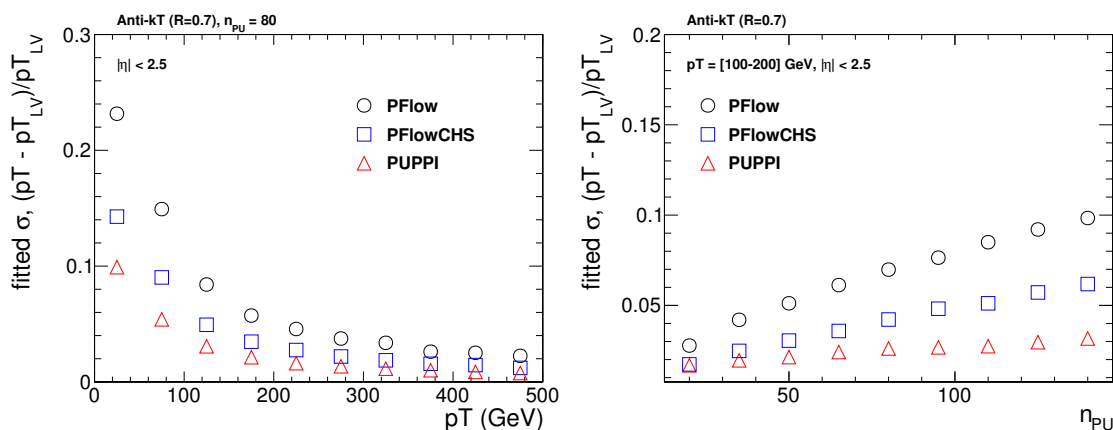 Anti-kT (R=0.7), n_PU = 80
|η| < 2.5
fitted σ, (pT - pT_LV)/pT_LV
0.3
0.2
0.1
0
PFlow
PFlowCHS
PUPPI
0 100 200 300 400 500
pT (GeV)
Anti-kT (R=0.7)
pT = [100-200] GeV, |η| < 2.5
fitted σ, (pT - pT_LV)/pT_LV
0.2
0.15
0.1
0.05
PFlow
PFlowCHS
PUPPI
50 100
n_PU